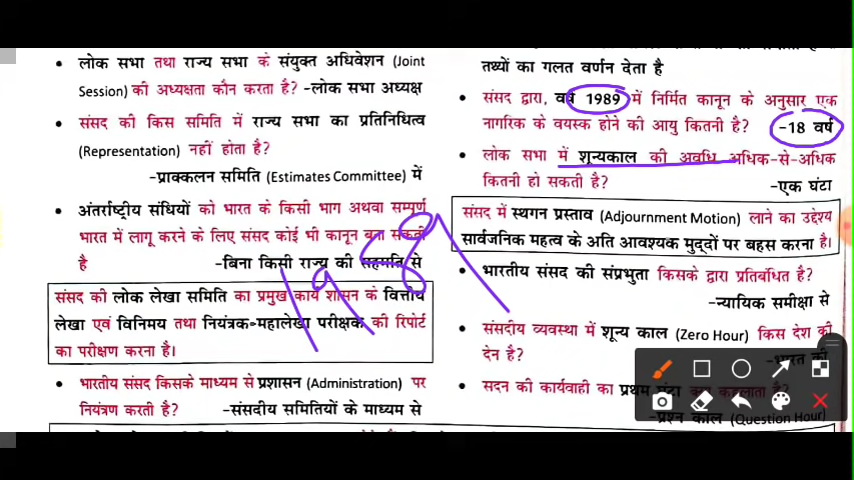 लोक सभा तथा राज्य सभा के संयुक्त अधिवेशन (Joint
Session) की अध्यक्षता कौन करता है? -लोक सभा अध्यक्ष
संसद की किस समिति में राज्य सभा का प्रतिनिधित्व
(Representation) नहीं होता है?
-प्राक्कलन समिति (Estimates Committee) में
अंतर्राष्ट्रीय संधियों को भारत के किसी भाग अथवा सम्पूर्ण
भारत में लागू करने के लिए संसद कोई भी कानून बना सकती
है -बिना किसी राज्य की सहमति से
संसद की लोक लेखा समिति का प्रमुख कार्य शासन के वित्तीय
लेखा एवं विनिमय तथा नियंत्रक-महालेखा परीक्षक की रिपोर्ट
का परीक्षण करना है।
भारतीय संसद किसके माध्यम से प्रशासन (Administration) पर
नियंत्रण करती है? -संसदीय समितियों के माध्यम से
1989
तथ्यों का गलत वर्णन देता है
संसद द्वारा, वर्ष 1989 में निर्मित कानून के अनुसार एक
नागरिक के वयस्क होने की आयु कितनी है? -18 वर्ष
लोक सभा में शून्यकाल की अवधि अधिक-से-अधिक
कितनी हो सकती है? -एक घंटा
संसद में स्थगन प्रस्ताव (Adjournment Motion) लाने का उद्देश्य
सार्वजनिक महत्व के अति आवश्यक मुद्दों पर बहस करना है।
भारतीय संसद की संप्रभुता किसके द्वारा प्रतिबंधित है?
-न्यायिक समीक्षा से
संसदीय व्यवस्था में शून्य काल (Zero Hour) किस देश की
देन है? -भारत की
सदन की कार्यवाही का प्रथम घंटा क्या कहलाता है?
-प्रश्न काल (Question Hour)